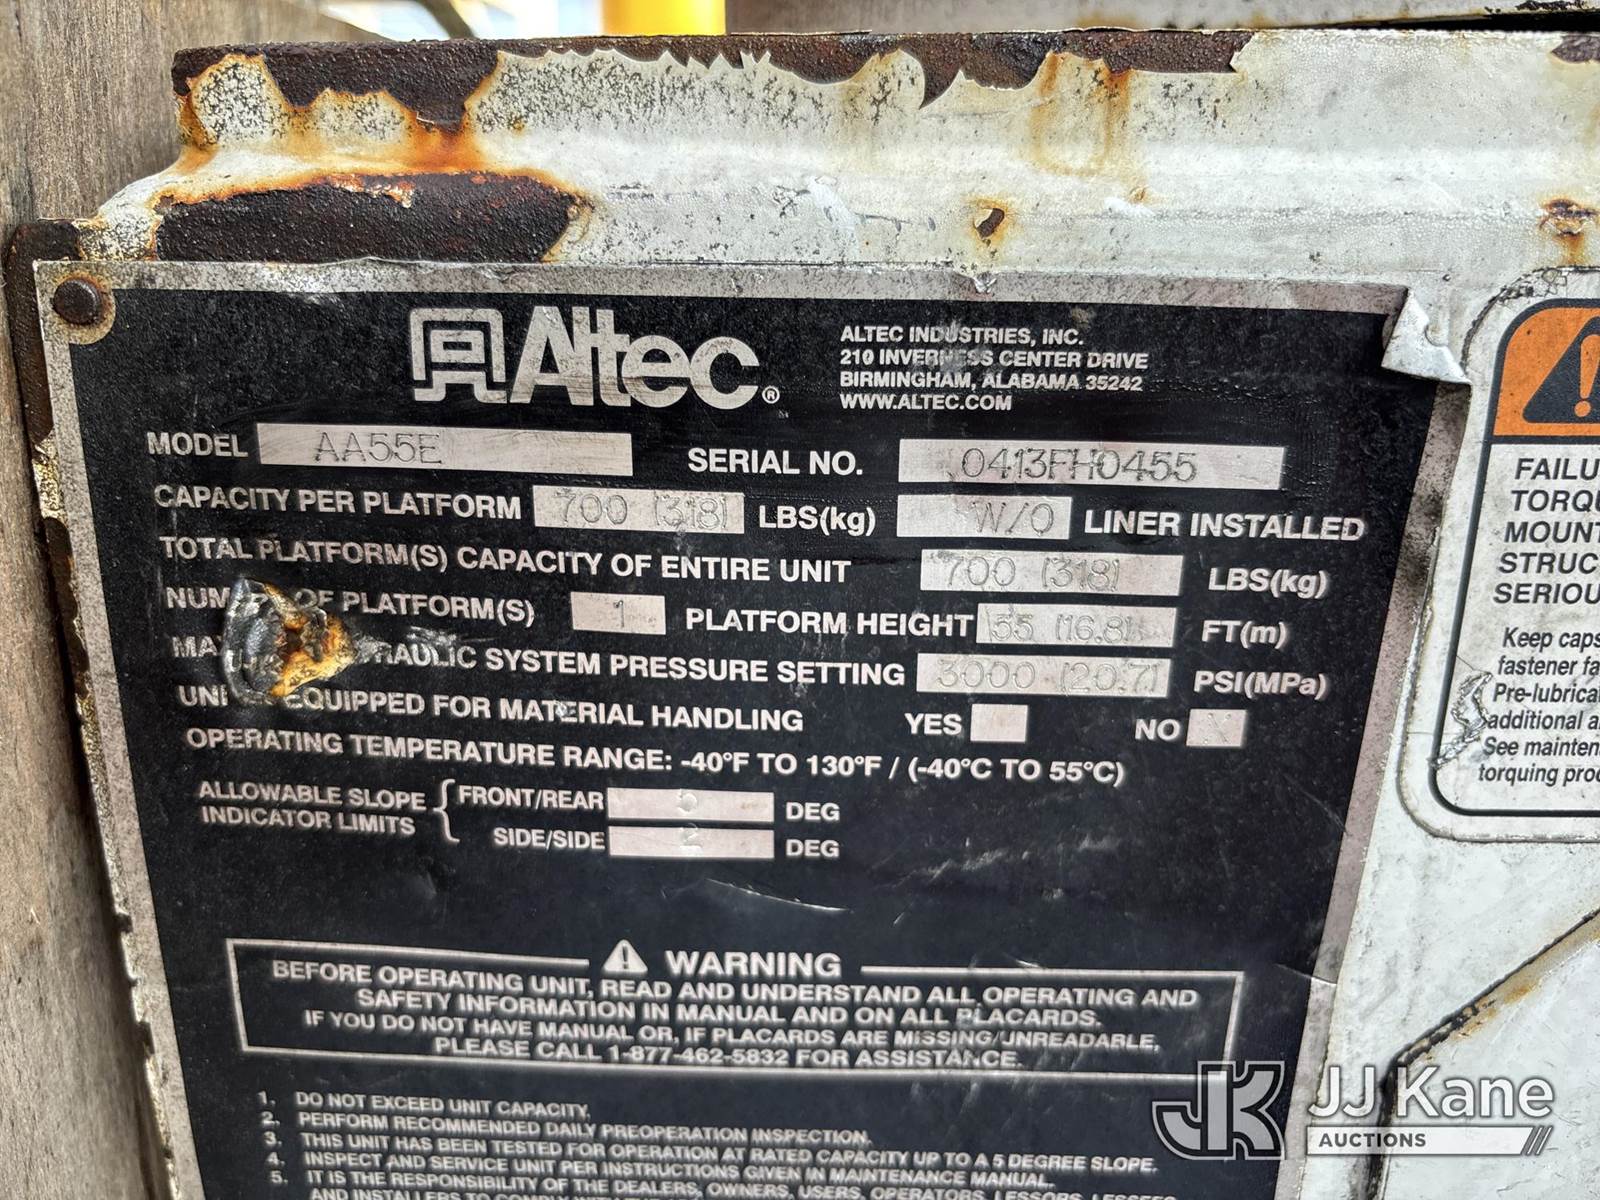 Altec®
ALTEC INDUSTRIES, INC.
210 INVERNESS CENTER DRIVE
BIRMINGHAM, ALABAMA 35242
WWW.ALTEC.COM
MODEL AA55E SERIAL NO. 0413FH0455
CAPACITY PER PLATFORM 700 (318) LBS(kg) W/O LINER INSTALLED
TOTAL PLATFORM(S) CAPACITY OF ENTIRE UNIT 700 (318) LBS(kg)
OF PLATFORM(S) 1 PLATFORM HEIGHT 55 (16.8) FT(m)
SYSTEM PRESSURE SETTING 3000 (20.7) PSI(MPa)
EQUIPPED FOR MATERIAL HANDLING YES NO X
OPERATING TEMPERATURE RANGE: -40°F TO 130°F / (-40°C TO 55°C)
ALLOWABLE SLOPE INDICATOR LIMITS
FRONT/REAR 5 DEG
SIDE/SIDE DEG
WARNING
BEFORE OPERATING UNIT, READ AND UNDERSTAND ALL OPERATING AND
SAFETY INFORMATION IN MANUAL AND ON ALL PLACARDS.
IF YOU DO NOT HAVE MANUAL OR, IF PLACARDS ARE MISSING/UNREADABLE,
PLEASE CALL 1-877-462-5832 FOR ASSISTANCE.
1. DO NOT EXCEED UNIT CAPACITY.
2. PERFORM RECOMMENDED DAILY PREOPERATION INSPECTION.
3. THIS UNIT HAS BEEN TESTED FOR OPERATION AT RATED CAPACITY UP TO A 5 DEGREE SLOPE.
4. INSPECT AND SERVICE UNIT PER INSTRUCTIONS GIVEN IN MAINTENANCE MANUAL.
5. IT IS THE RESPONSIBILITY OF THE DEALERS, OWNERS, USERS, OPERATORS, LESSORS, LESSEES
AND INSTALLERS TO COMPLY
FAILU
TORQU
MOUNT
STRUC
SERIOU
Keep caps
fastener fa
Pre-lubrica
additional a
See mainten
torquing proc
JK JJ Kane
AUCTIONS